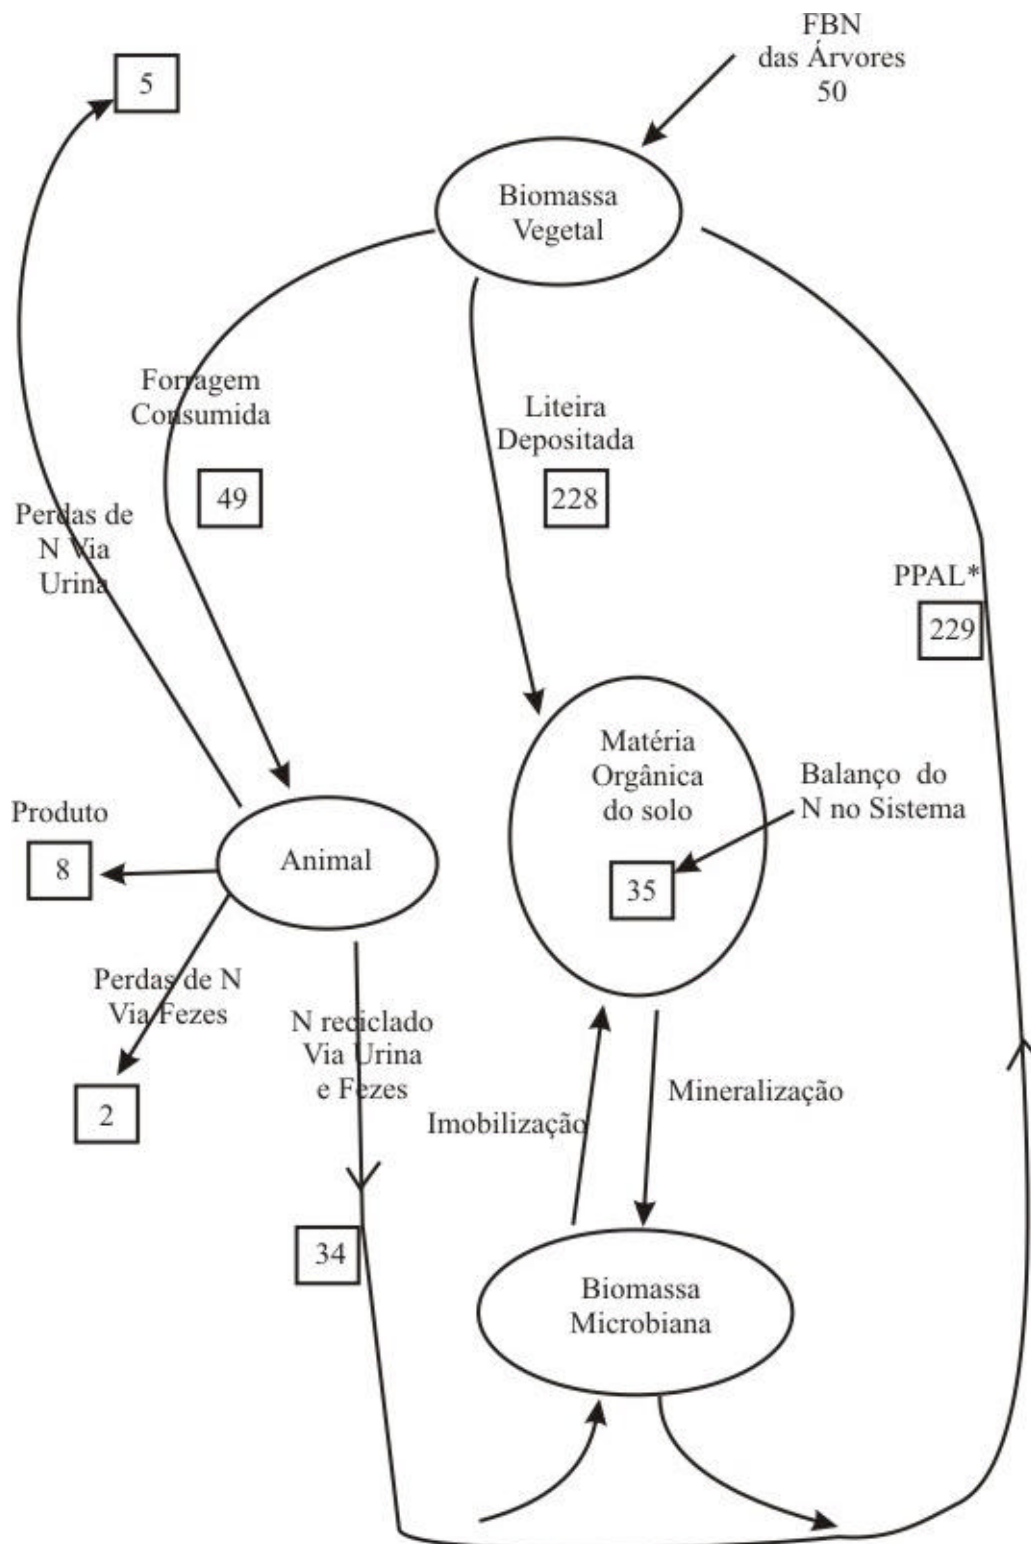 FBN
das Árvores
50
5
Biomassa
Vegetal
Forragem
Consumida
49
Liteira
Depositada
228
Perdas de
N Via
Urina
PPAL*
229
Matéria
Orgânica
do solo
35
Balanço do
N no Sistema
Produto
8
Animal
Perdas de N
Via Fezes
2
N reciclado
Via Urina
e Fezes
34
Imobilização
Mineralização
Biomassa
Microbiana